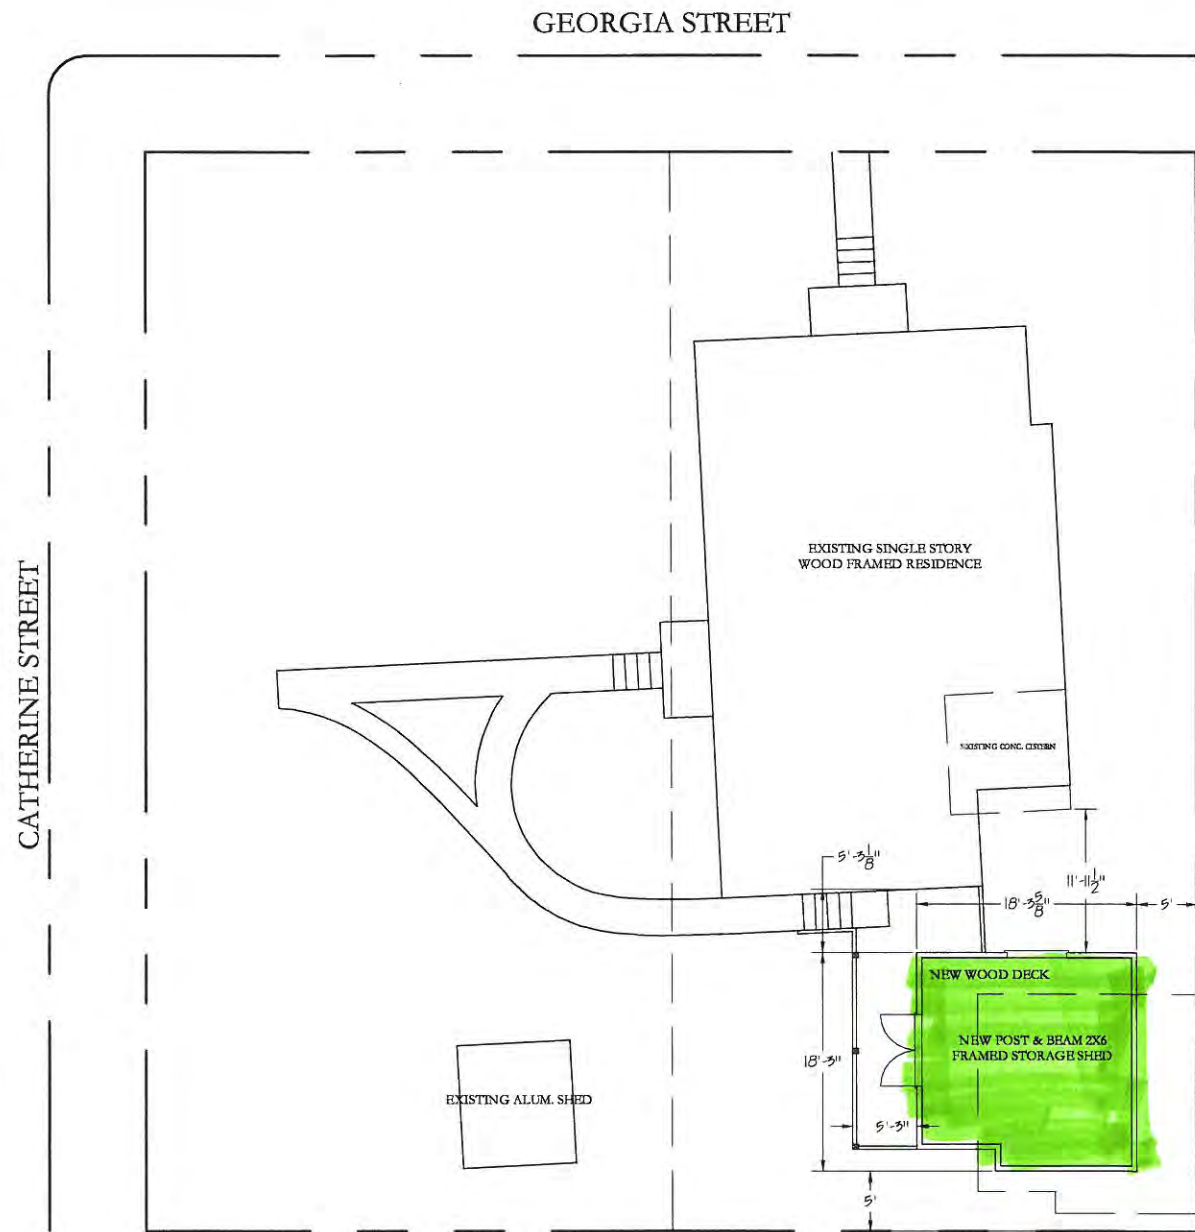 GEORGIA STREET
CATHERINE STREET
EXISTING SINGLE STORY
WOOD FRAMED RESIDENCE
EXISTING CONC. CISTERN
5'-3 1/8"
11'-11 1/2"
18'-3 5/8"
5'
NEW WOOD DECK
NEW POST & BEAM 2X6
FRAMED STORAGE SHED
18'-3"
EXISTING ALUM. SHED
5'-3"
5'